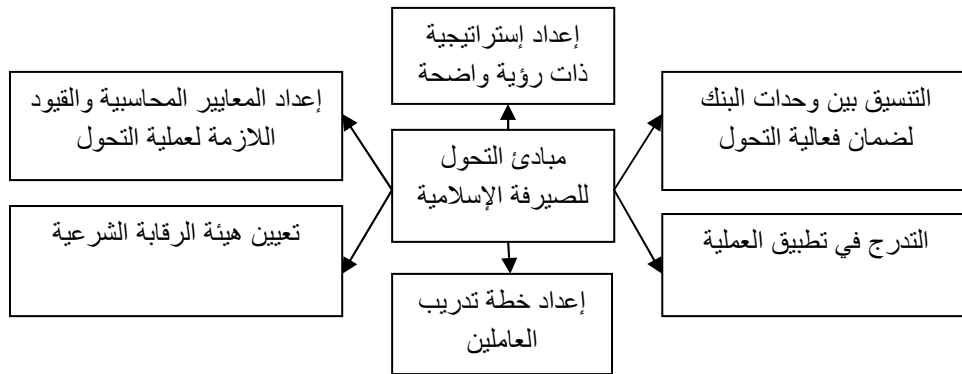 إعداد إستراتيجية
ذات رؤية واضحة
التنسيق بين وحدات البنك
لضمان فعالية التحول
إعداد المعايير المحاسبية والقيود
اللازمة لعملية التحول
مبادئ التحول
للصيرفة الإسلامية
التدرج في تطبيق العملية
تعيين هيئة الرقابة الشرعية
إعداد خطة تدريب
العاملين